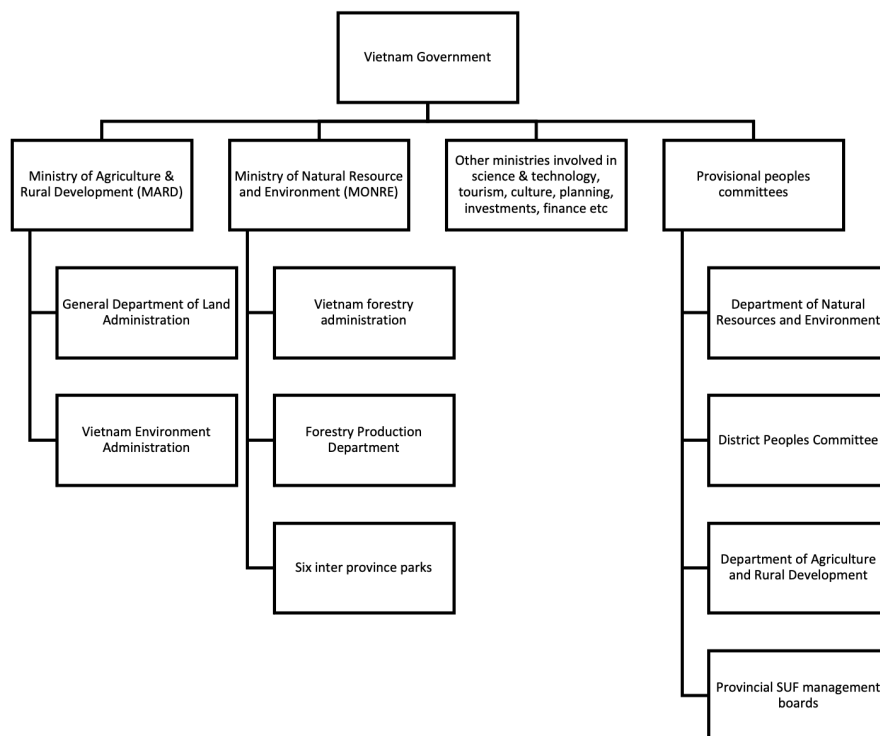 Vietnam Government
Ministry of Agriculture &
Rural Development (MARD)
Ministry of Natural Resource
and Environment (MONRE)
Other ministries involved in
science & technology,
tourism, culture, planning,
investments, finance etc
Provisional peoples
committees
General Department of Land
Administration
Vietnam Environment
Administration
Vietnam forestry
administration
Forestry Production
Department
Six inter province parks
Department of Natural
Resources and Environment
District Peoples Committee
Department of Agriculture
and Rural Development
Provincial SUF management
boards